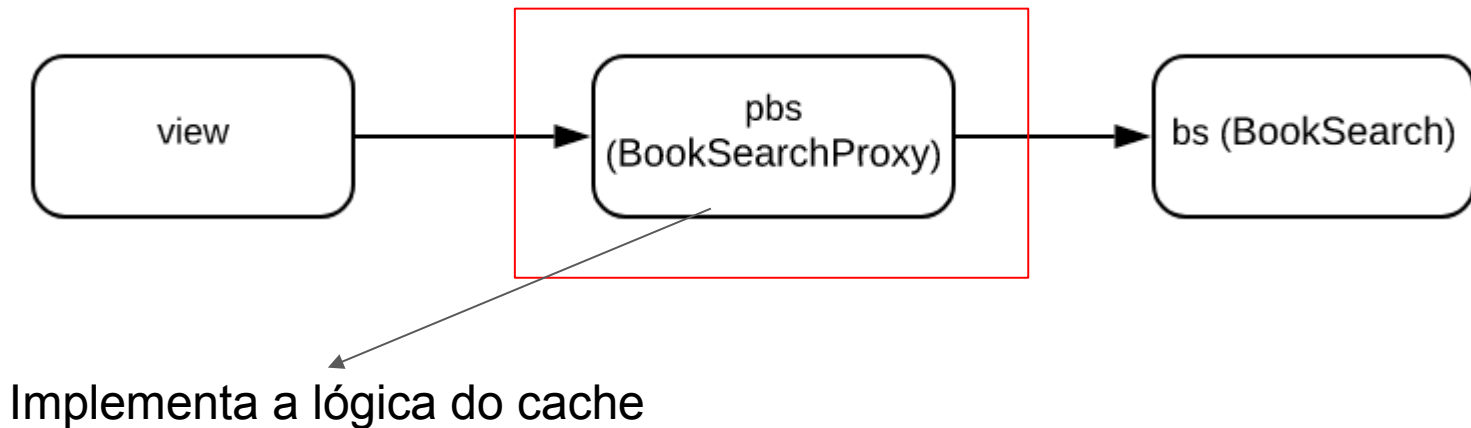 view
pbs
(BookSearchProxy)
bs (BookSearch)
Implementa a lógica do cache